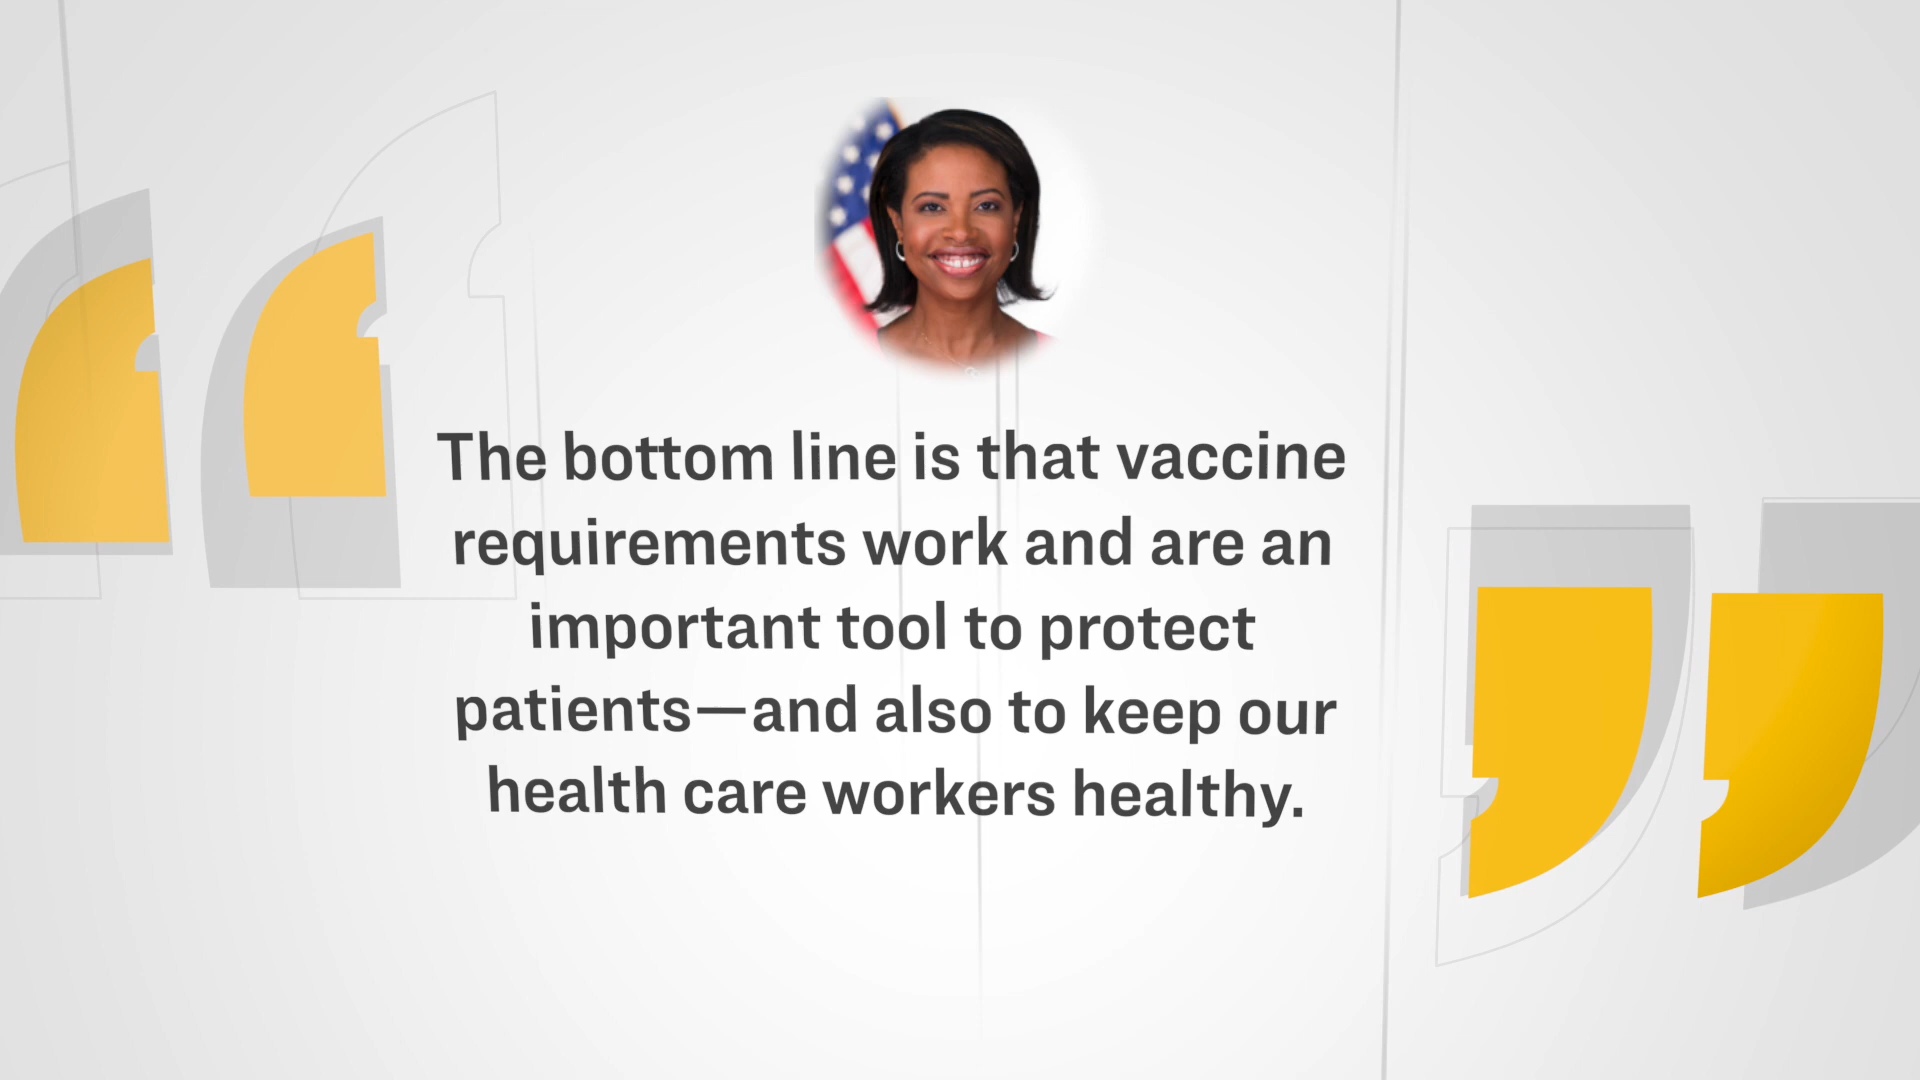 The bottom line is that vaccine
requirements work and are an
important tool to protect
patients—and also to keep our
health care workers healthy.